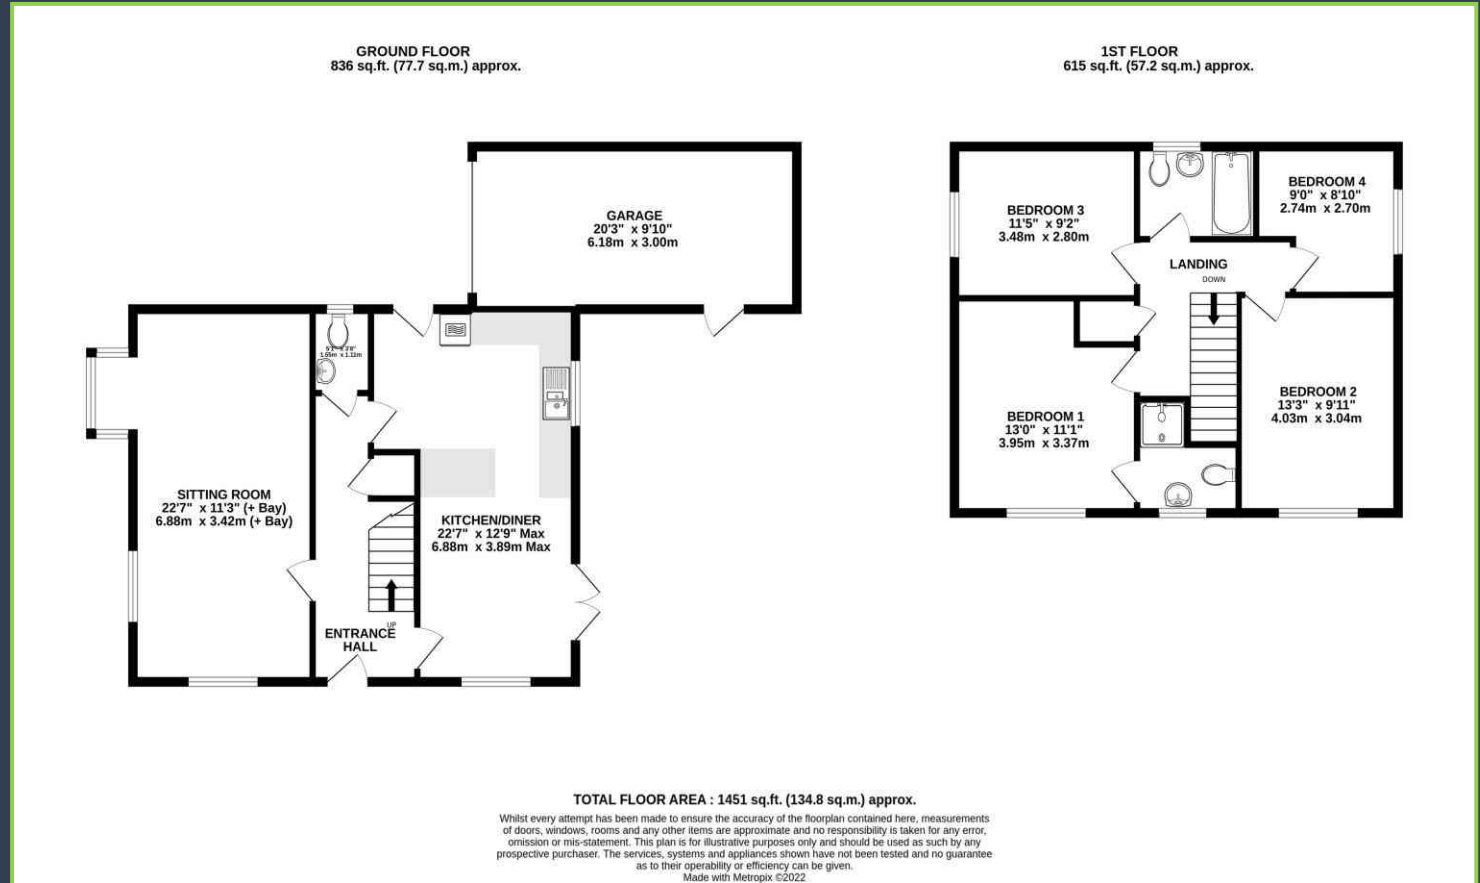 GROUND FLOOR
836 sq.ft. (77.7 sq.m.) approx.
1ST FLOOR
615 sq.ft. (57.2 sq.m.) approx.
GARAGE
20'3" x 9'10"
6.18m x 3.00m
1.55m x 1.11m
SITTING ROOM
22'7" x 11'3" (+ Bay)
6.88m x 3.42m (+ Bay)
KITCHEN/DINER
22'7" x 12'9" Max
6.88m x 3.89m Max
UP
ENTRANCE
HALL
BEDROOM 3
11'5" x 9'2"
3.48m x 2.80m
BEDROOM 4
9'0" x 8'10"
2.74m x 2.70m
LANDING
DOWN
BEDROOM 1
13'0" x 11'1"
3.95m x 3.37m
BEDROOM 2
13'3" x 9'11"
4.03m x 3.04m
TOTAL FLOOR AREA : 1451 sq.ft. (134.8 sq.m.) approx.
Whilst every attempt has been made to ensure the accuracy of the floorplan contained here, measurements
of doors, windows, rooms and any other items are approximate and no responsibility is taken for any error,
omission or mis-statement. This plan is for illustrative purposes only and should be used as such by any
prospective purchaser. The services, systems and appliances shown have not been tested and no guarantee
as to their operability or efficiency can be given.
Made with Metropix ©2022